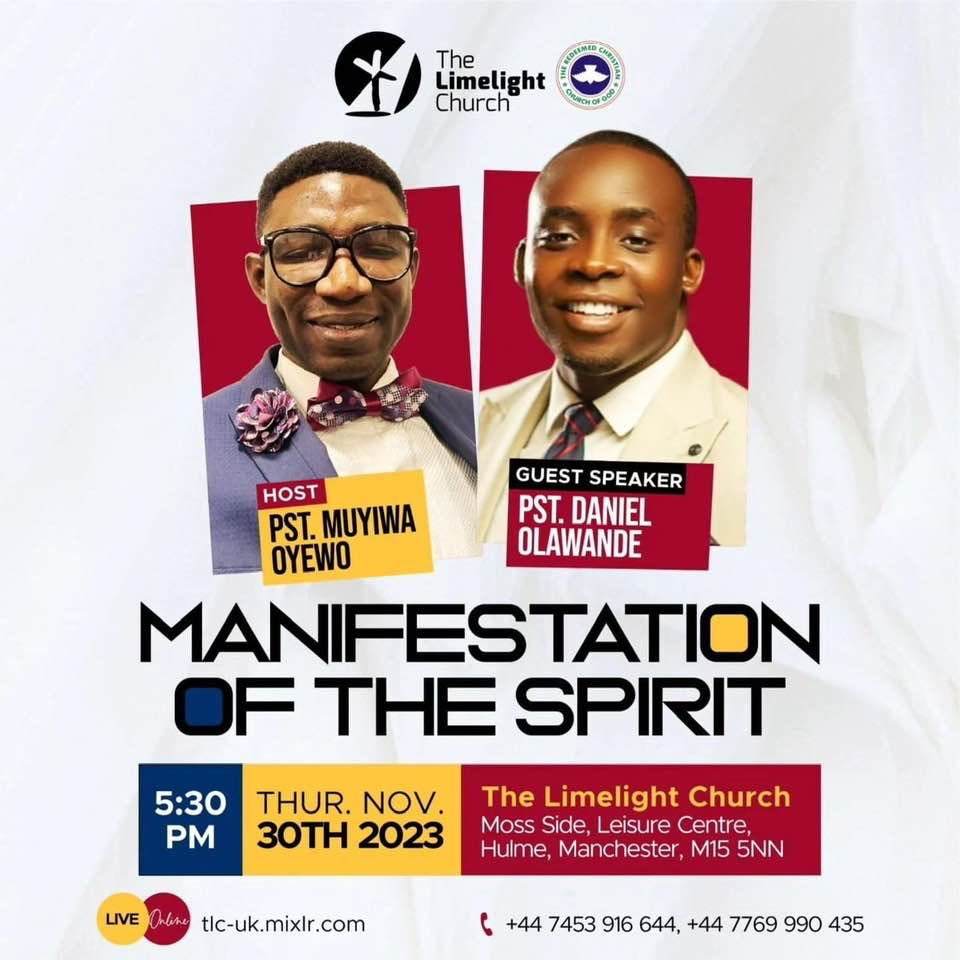 The
Limelight
Church
THE REDEEMED CHRISTIAN
CHURCH OF GOD
HOST
PST. MUYIWA
OYEWO
GUEST SPEAKER
PST. DANIEL
OLAWANDE
MANIFESTATION
OF THE SPIRIT
5:30
PM
THUR. NOV.
30TH 2023
The Limelight Church
Moss Side, Leisure Centre,
Hulme, Manchester, M15 5NN
LIVE Online tlc-uk.mixlr.com
+44 7453 916 644, +44 7769 990 435